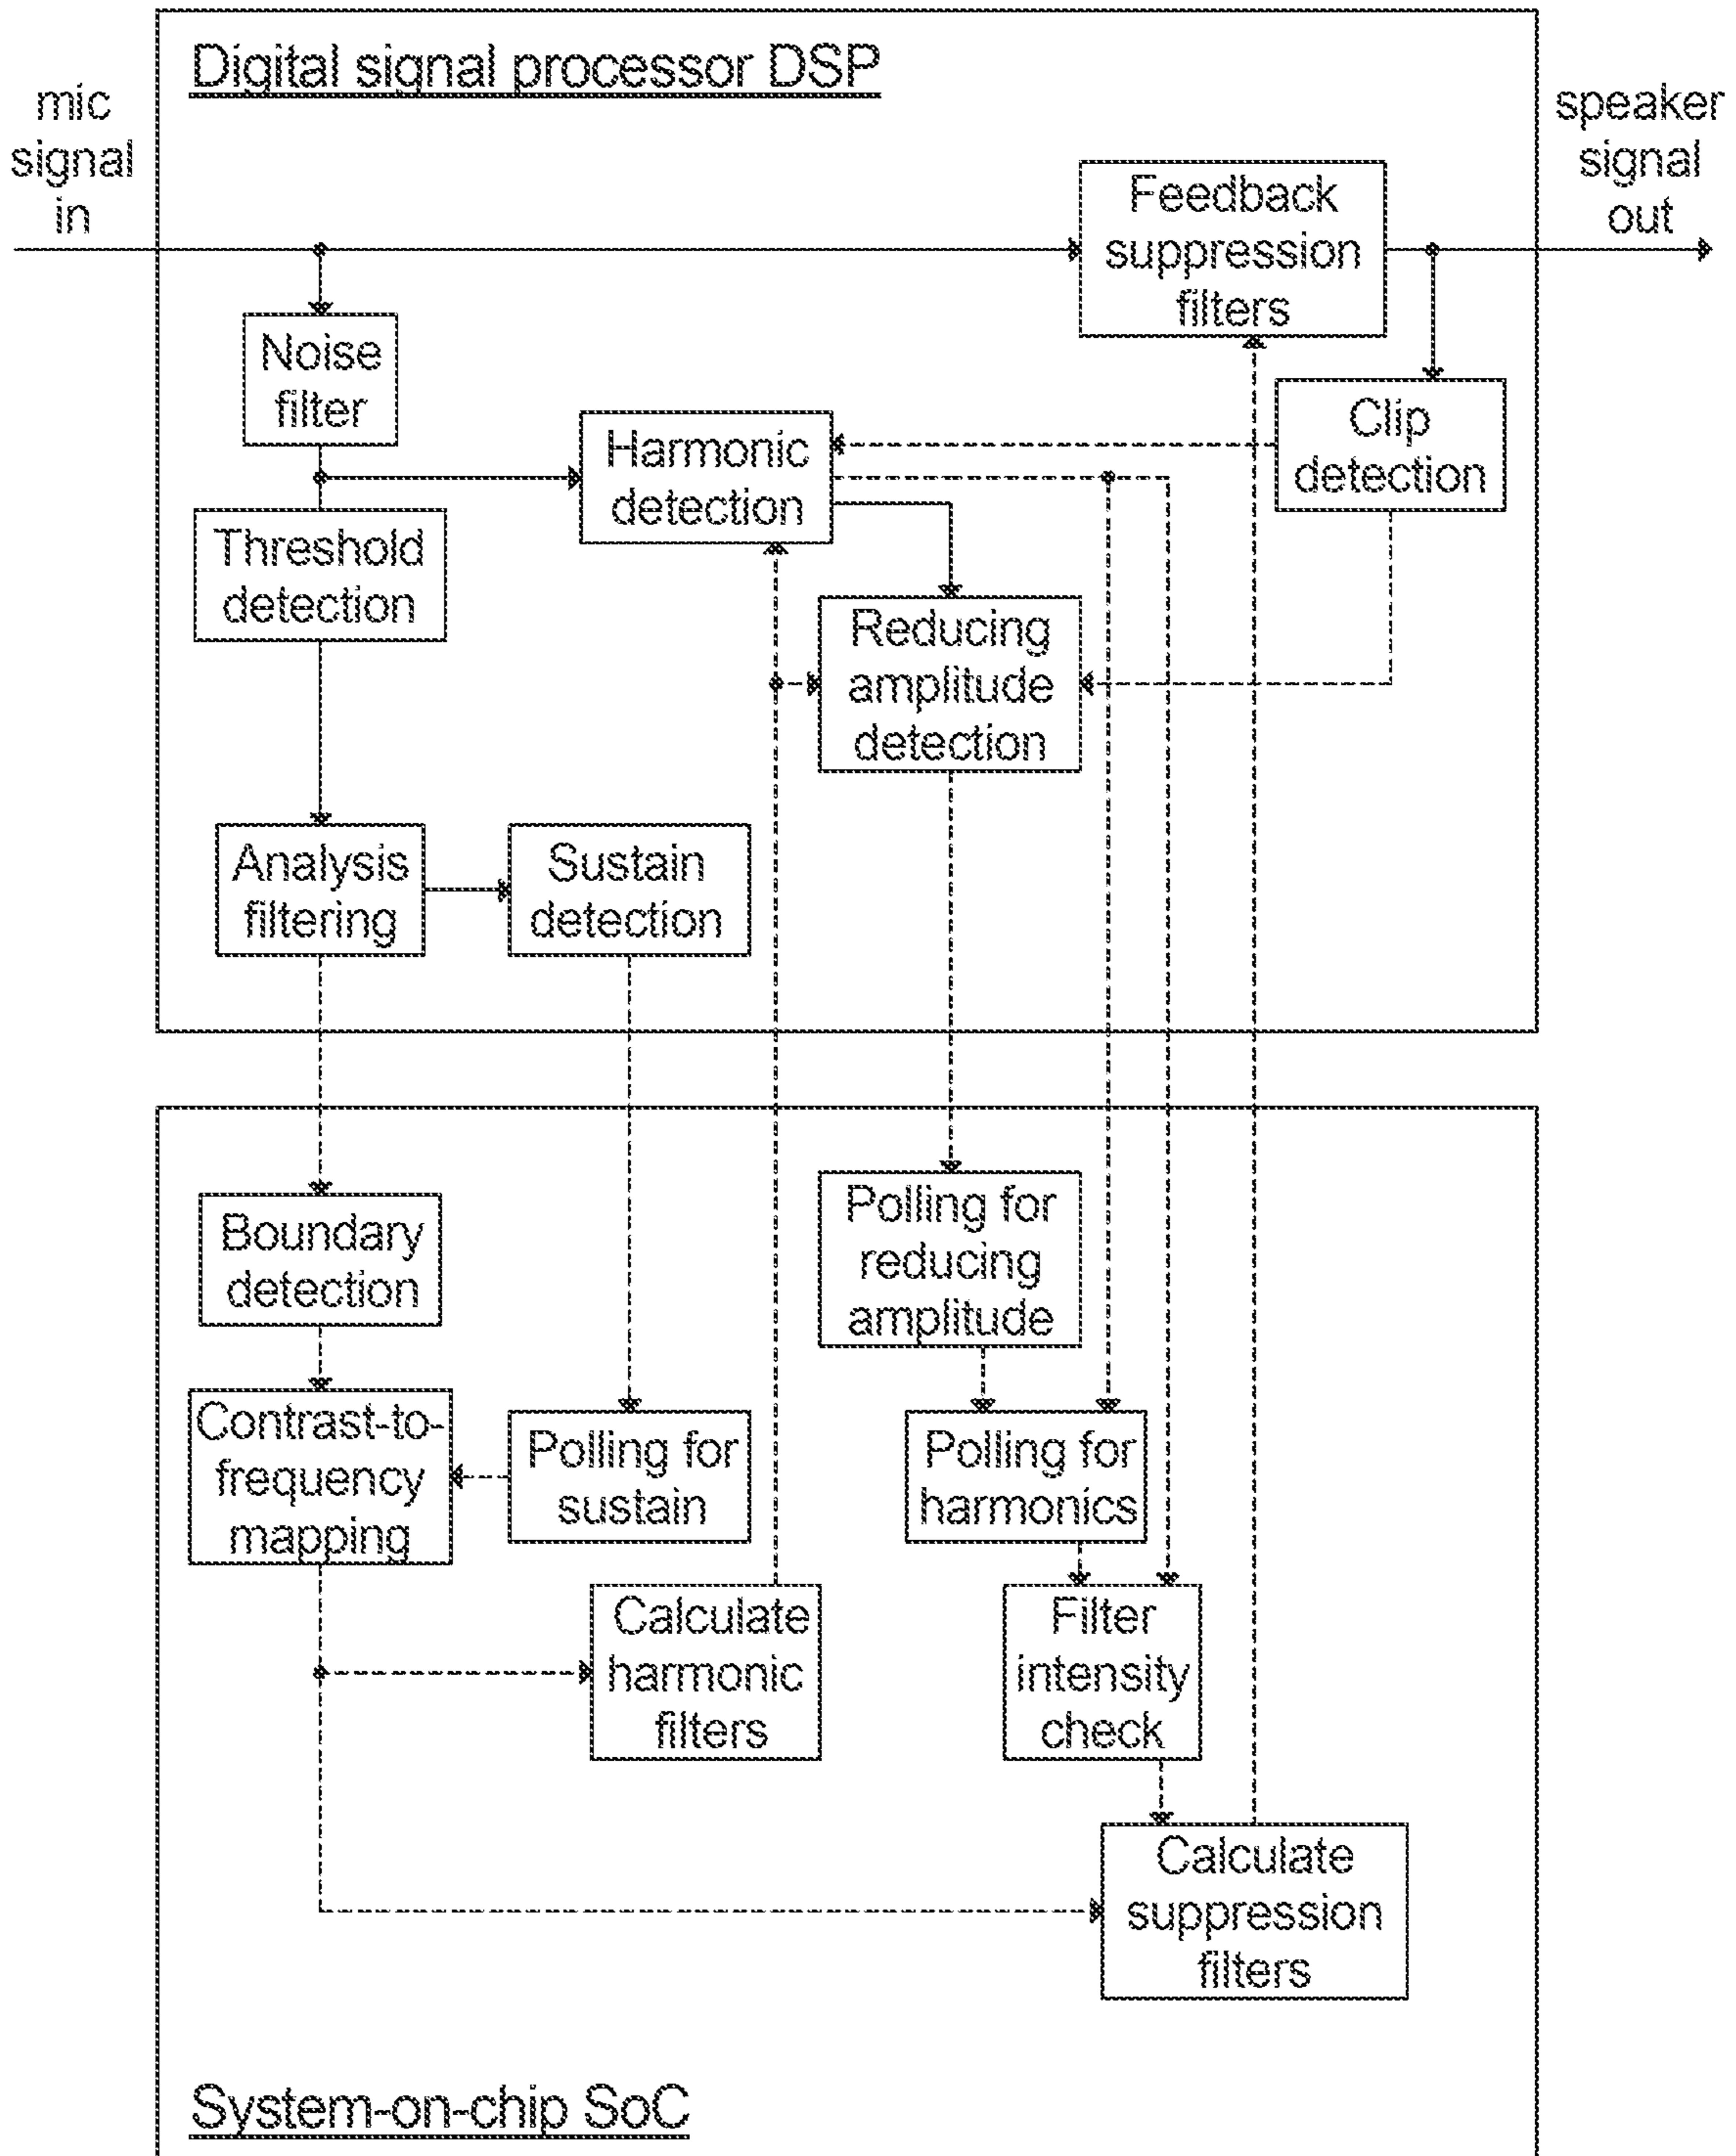 Digital signal processor DSP
mic
signal
in
speaker
signal
out
Feedback
suppression
filters
Noise
filter
Harmonic
detection
Clip
detection
Threshold
detection
Reducing
amplitude
detection
Analysis
filtering
Sustain
detection
Boundary
detection
Polling for
reducing
amplitude
Contrast-to-
frequency
mapping
Polling for
sustain
Polling for
harmonics
Calculate
harmonic
filters
Filter
intensity
check
Calculate
suppression
filters
System-on-chip SoC